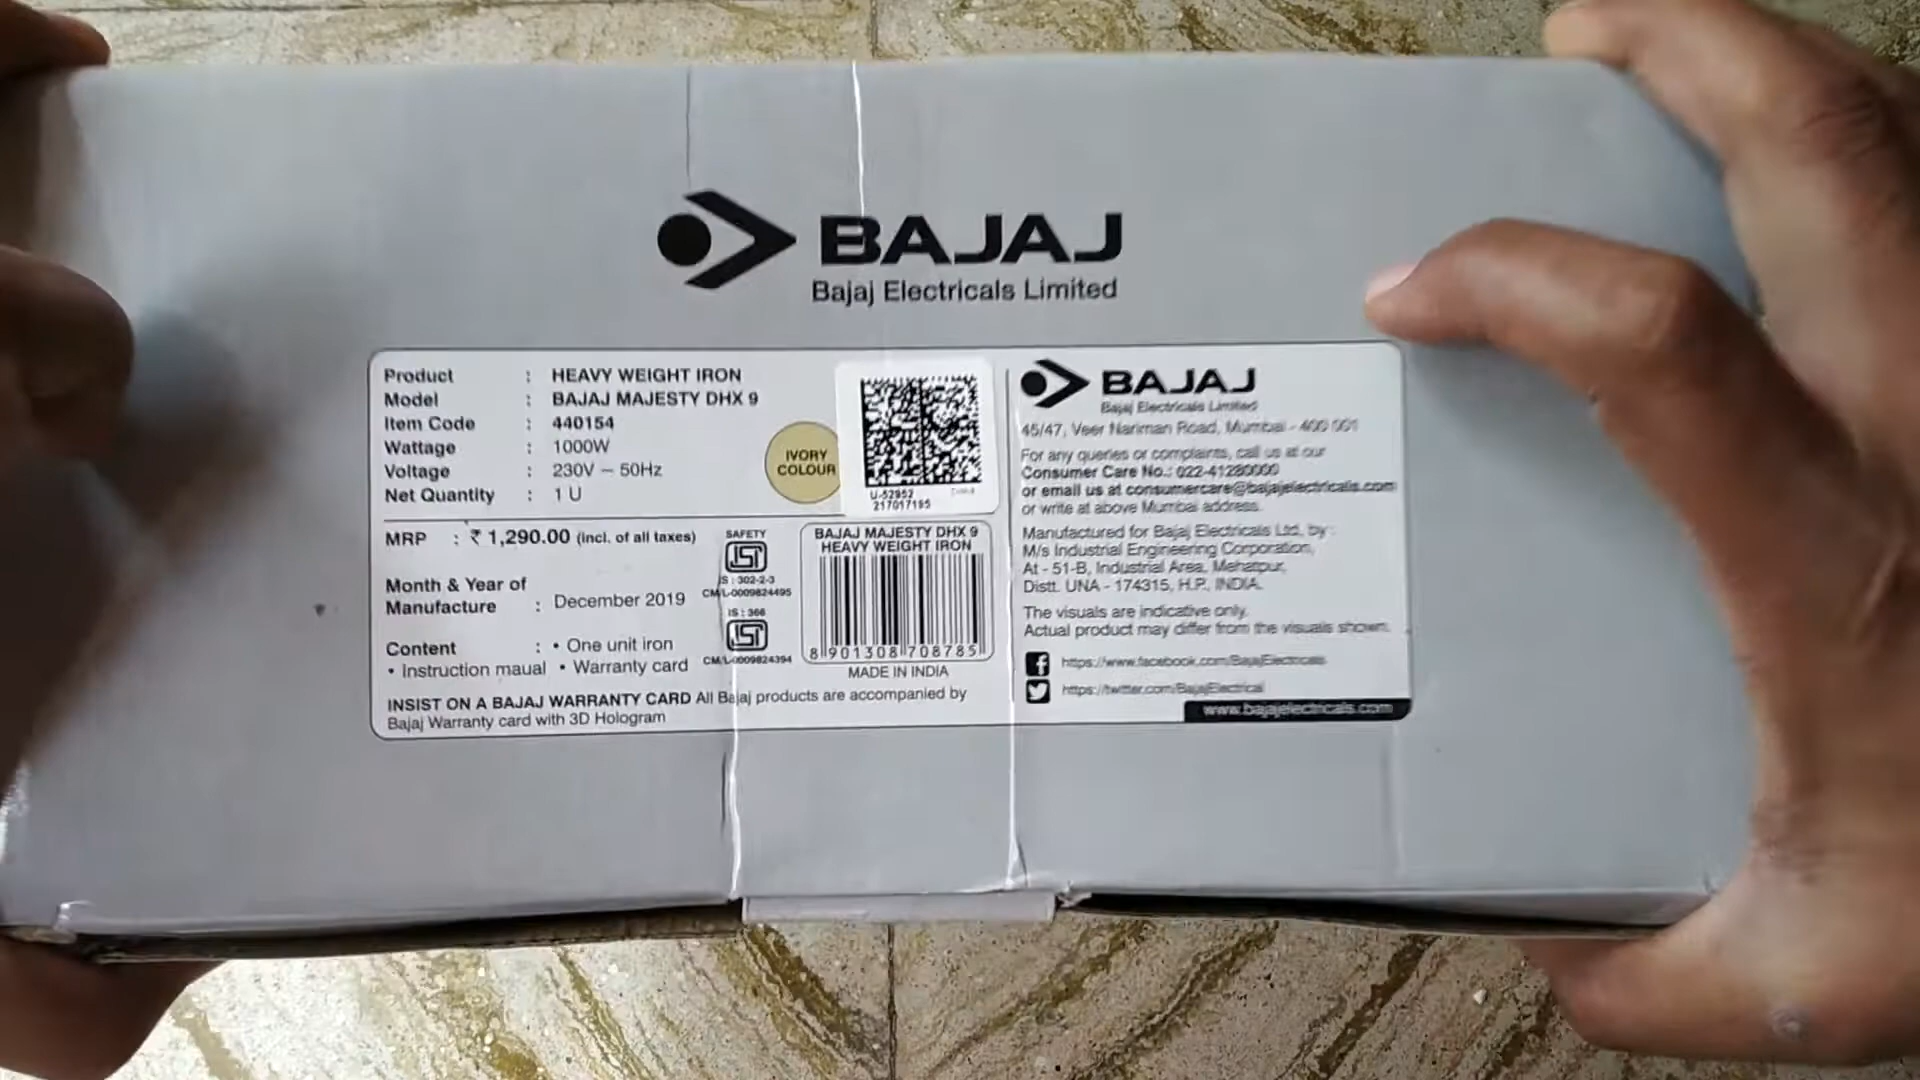 BAJAJ
Bajaj Electricals Limited
Product : HEAVY WEIGHT IRON
Model : BAJAJ MAJESTY DHX 9
Item Code : 440154
Wattage : 1000W
Voltage : 230V ~ 50Hz
Net Quantity : 1 U
IVORY
COLOUR
U-52952
217017195
MRP : ₹ 1,290.00 (incl. of all taxes)
Month & Year of
Manufacture : December 2019
Content : • One unit iron
• Instruction maual • Warranty card
SAFETY
IS : 302-2-3
CM/L-0009824495
IS : 366
CM/L-0009824394
BAJAJ MAJESTY DHX 9
HEAVY WEIGHT IRON
8 901308 708785
MADE IN INDIA
INSIST ON A BAJAJ WARRANTY CARD All Bajaj products are accompanied by
Bajaj Warranty card with 3D Hologram
BAJAJ
Bajaj Electricals Limited
45/47, Veer Nariman Road, Mumbai - 400 001
For any queries or complaints, call us at our
Consumer Care No.: 022-41280000
or email us at consumercare@bajajelectricals.com
or write at above Mumbai address.
Manufactured for Bajaj Electricals Ltd. by :
M/s Industrial Engineering Corporation,
At - 51-B, Industrial Area, Mehatpur,
Distt. UNA - 174315, H.P., INDIA.
The visuals are indicative only.
Actual product may differ from the visuals shown.
https://www.facebook.com/BajajElectricals
https://twitter.com/BajajElectrical
www.bajajelectricals.com